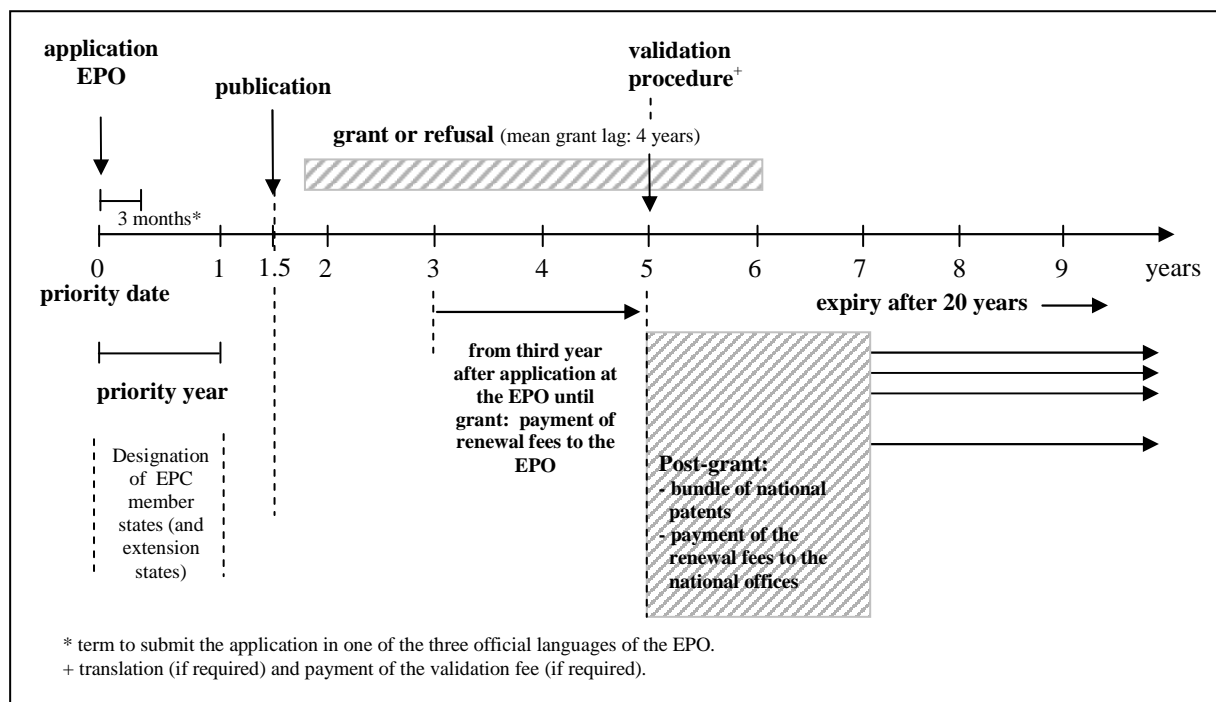 application
EPO
publication
validation
procedure+
grant or refusal (mean grant lag: 4 years)
3 months*
0 1 1.5 2 3 4 5 6 7 8 9 years
priority date
expiry after 20 years
priority year
from third year
after application at
the EPO until
grant: payment of
renewal fees to the
EPO
Designation
of EPC
member
states (and
extension
states)
Post-grant:
- bundle of national
patents
- payment of the
renewal fees to the
national offices
* term to submit the application in one of the three official languages of the EPO.
+ translation (if required) and payment of the validation fee (if required).